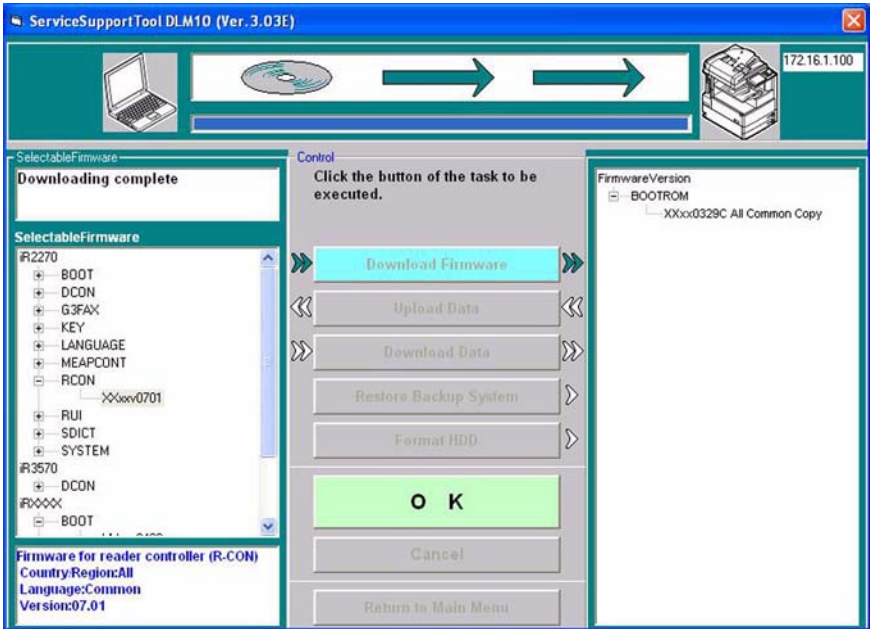 ServiceSupportTool DLM10 (Ver.3.03E)
172.16.1.100
SelectableFirmware
Downloading complete
SelectableFirmware
iR2270
BOOT
DCON
G3FAX
KEY
LANGUAGE
MEAPCONT
RCON
XXxxv0701
RUI
SDICT
SYSTEM
iR3570
DCON
iRXXXX
BOOT
Firmware for reader controller (R-CON)
Country/Region:All
Language:Common
Version:07.01
Control
Click the button of the task to be
executed.
Download Firmware
Upload Data
Download Data
Restore Backup System
Format HDD
O K
Cancel
Return to Main Menu
FirmwareVersion
BOOTROM
XXxx0329C All Common Copy